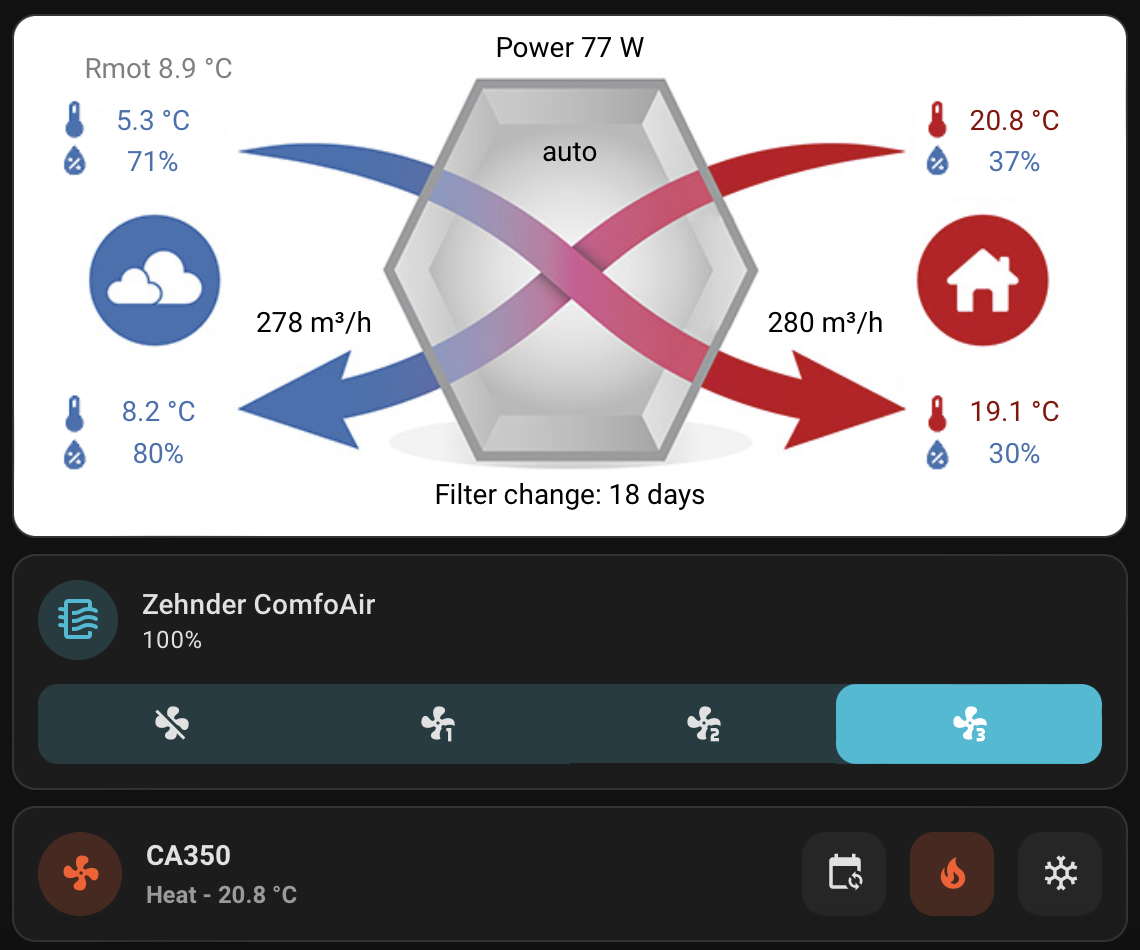 Power 77 W
Rmot 8.9 °C
5.3 °C
71%
auto
20.8 °C
37%
278 m³/h
280 m³/h
8.2 °C
80%
19.1 °C
30%
Filter change: 18 days
Zehnder ComfoAir
100%
1
2
3
CA350
Heat - 20.8 °C